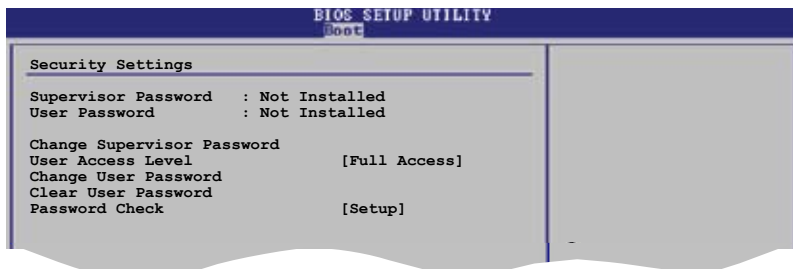 BIOS SETUP UTILITY
Boot
Security Settings
Supervisor Password : Not Installed
User Password : Not Installed
Change Supervisor Password
User Access Level [Full Access]
Change User Password
Clear User Password
Password Check [Setup]